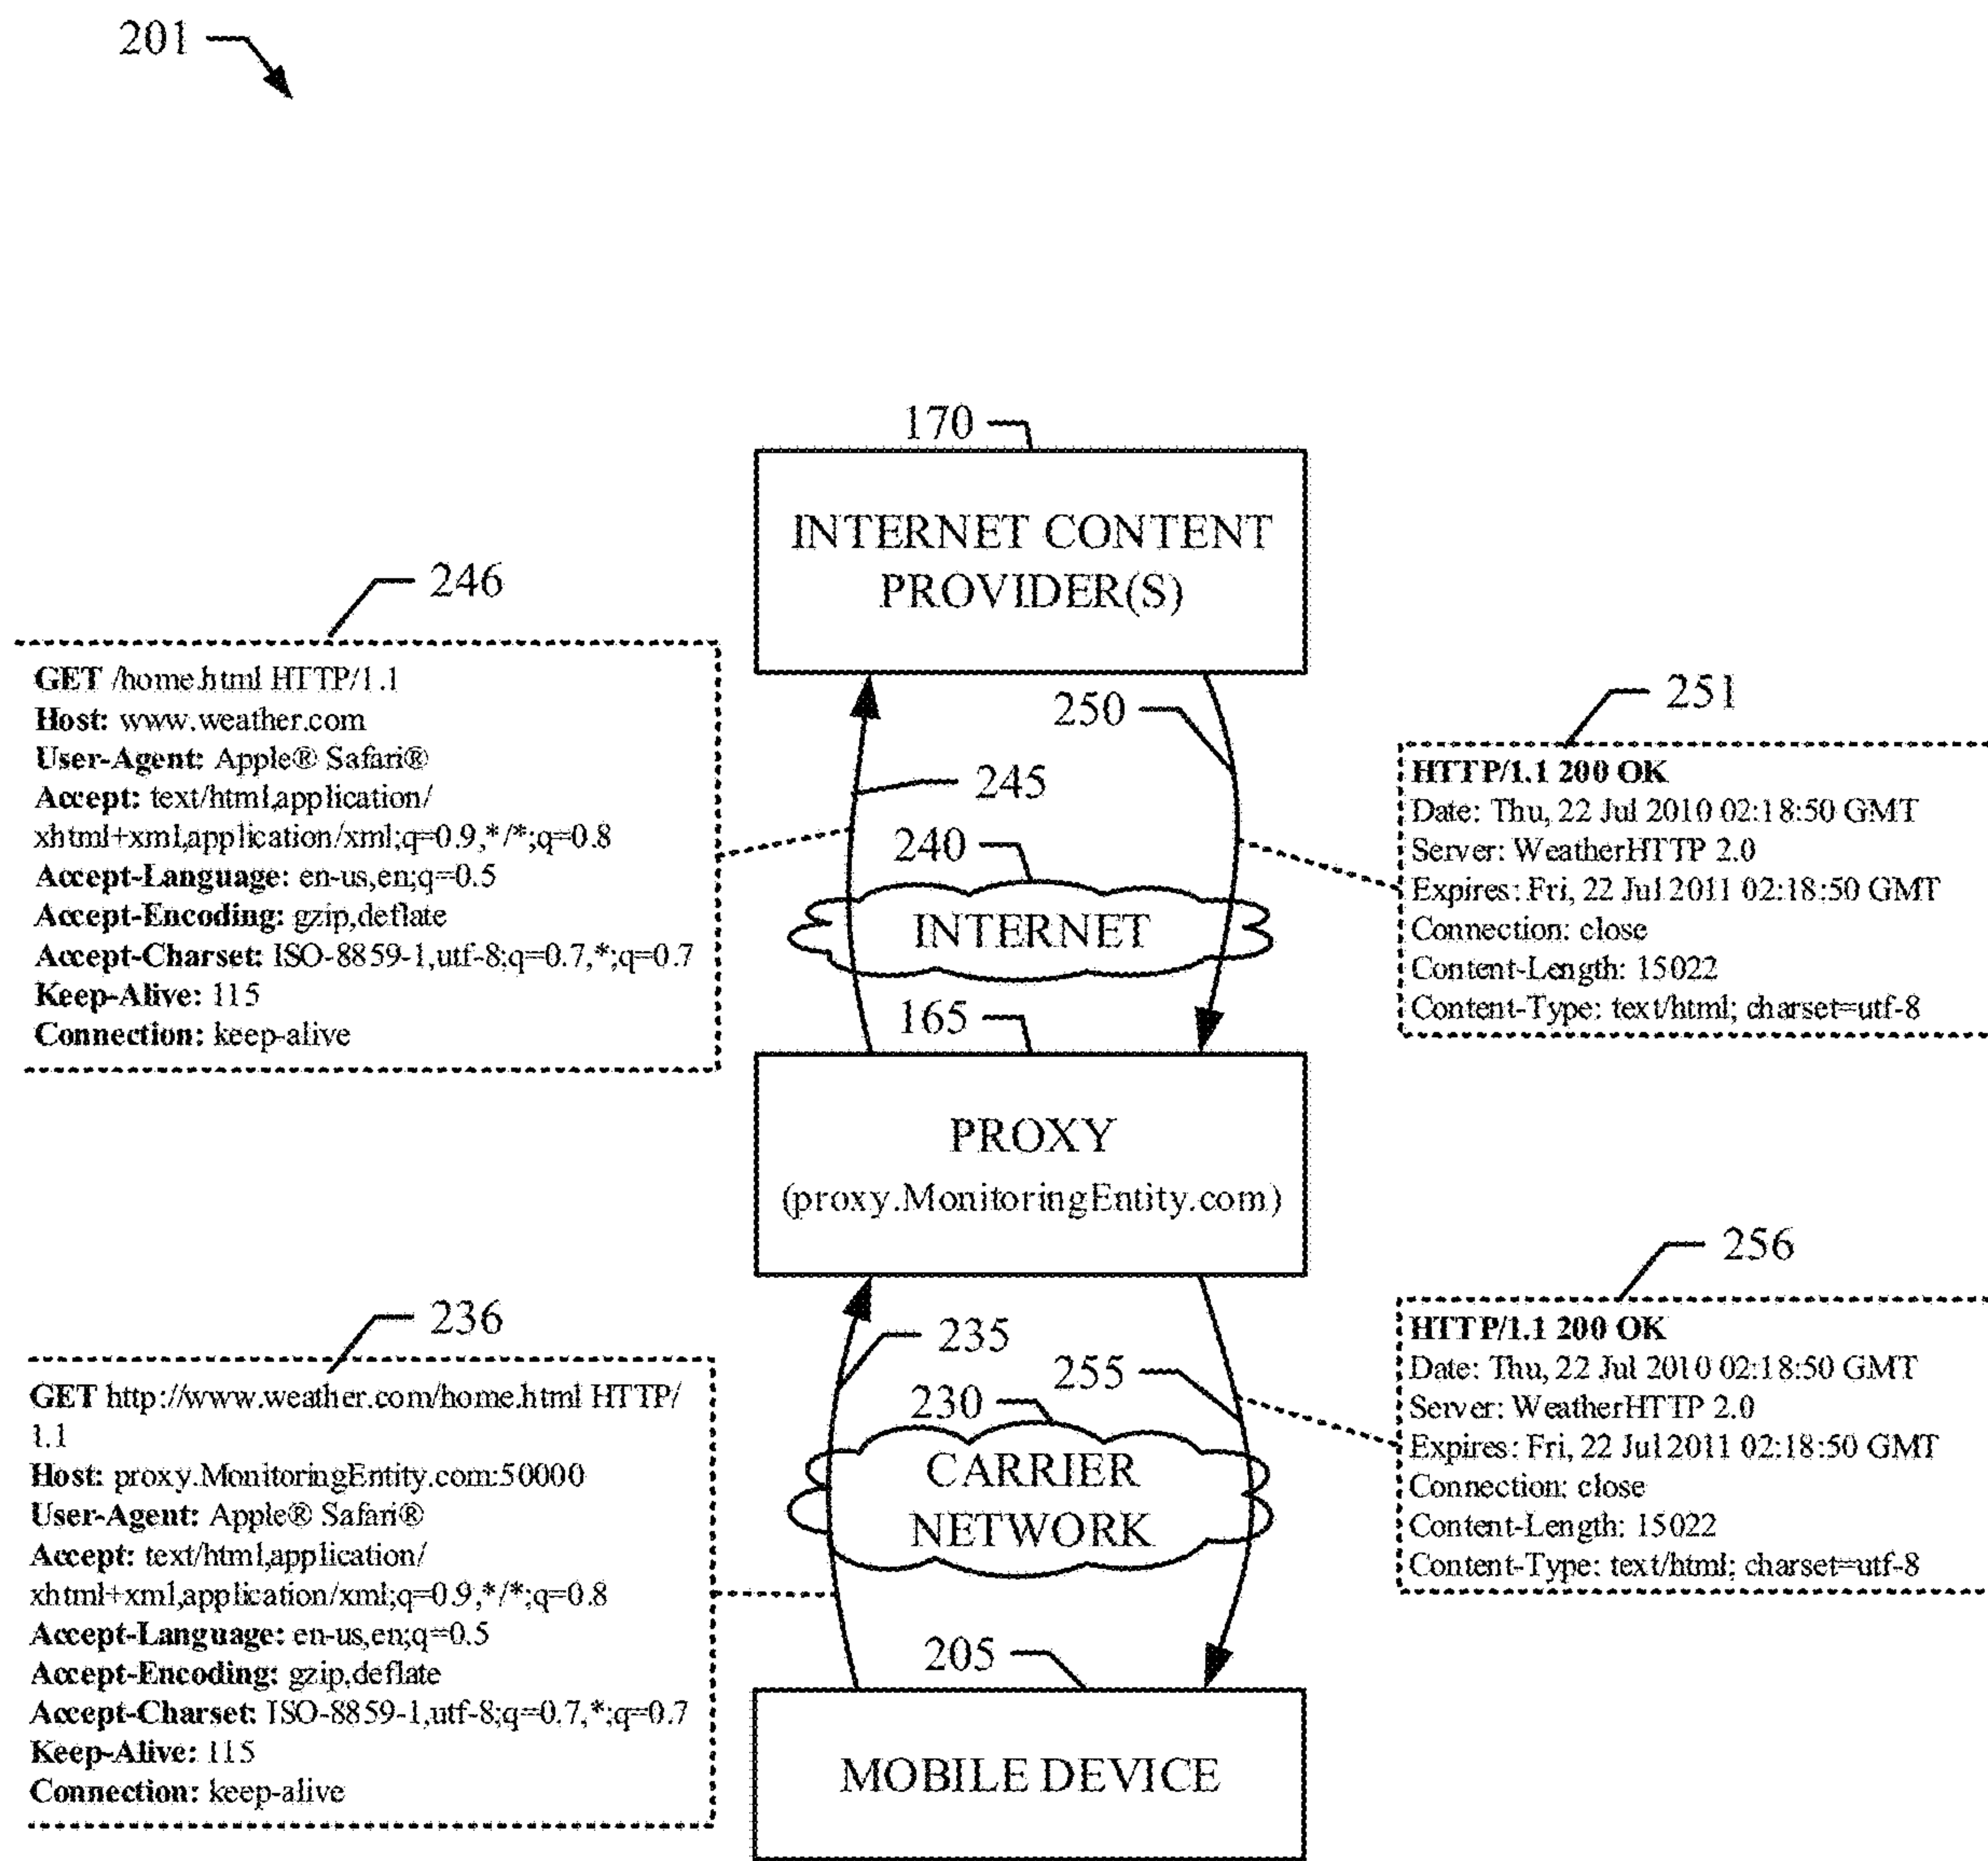 201
170
INTERNET CONTENT
PROVIDER(S)
246
GET /home.html HTTP/1.1
Host: www.weather.com
User-Agent: Apple® Safari®
Accept: text/html,application/
xhtml+xml,application/xml;q=0.9,*/*;q=0.8
Accept-Language: en-us,en;q=0.5
Accept-Encoding: gzip,deflate
Accept-Charset: ISO-8859-1,utf-8;q=0.7,*;q=0.7
Keep-Alive: 115
Connection: keep-alive
245
250
251
HTTP/1.1 200 OK
Date: Thu, 22 Jul 2010 02:18:50 GMT
Server: WeatherHTTP 2.0
Expires: Fri, 22 Jul 2011 02:18:50 GMT
Connection: close
Content-Length: 15022
Content-Type: text/html; charset=utf-8
240
INTERNET
165
PROXY
(proxy.MonitoringEntity.com)
236
GET http://www.weather.com/home.html HTTP/
1.1
Host: proxy.MonitoringEntity.com:50000
User-Agent: Apple® Safari®
Accept: text/html,application/
xhtml+xml,application/xml;q=0.9,*/*;q=0.8
Accept-Language: en-us,en;q=0.5
Accept-Encoding: gzip,deflate
Accept-Charset: ISO-8859-1,utf-8;q=0.7,*;q=0.7
Keep-Alive: 115
Connection: keep-alive
235
255
256
HTTP/1.1 200 OK
Date: Thu, 22 Jul 2010 02:18:50 GMT
Server: WeatherHTTP 2.0
Expires: Fri, 22 Jul 2011 02:18:50 GMT
Connection: close
Content-Length: 15022
Content-Type: text/html; charset=utf-8
230
CARRIER
NETWORK
205
MOBILE DEVICE